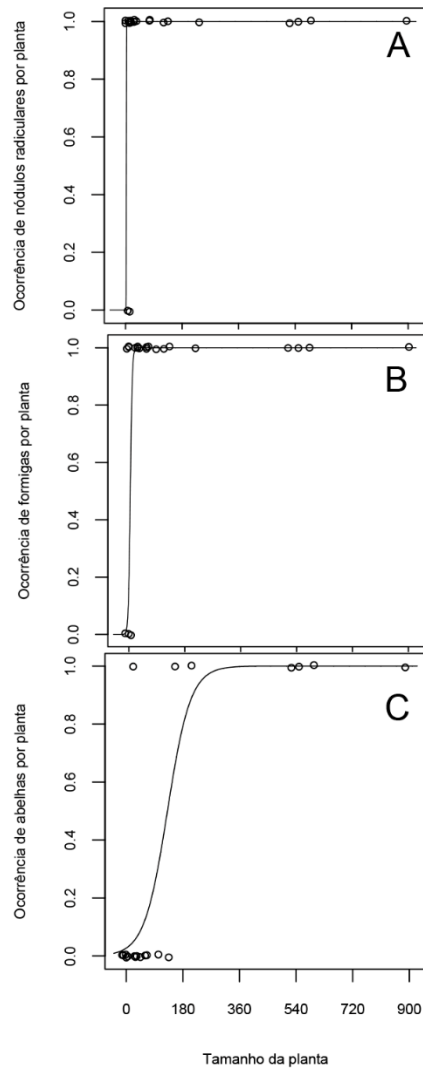 Ocorrência de nódulos radiculares por planta
1.0
0.8
0.6
0.4
0.2
0.0
A
Ocorrência de formigas por planta
1.0
0.8
0.6
0.4
0.2
0.0
B
Ocorrência de abelhas por planta
1.0
0.8
0.6
0.4
0.2
0.0
C
0 180 360 540 720 900
Tamanho da planta